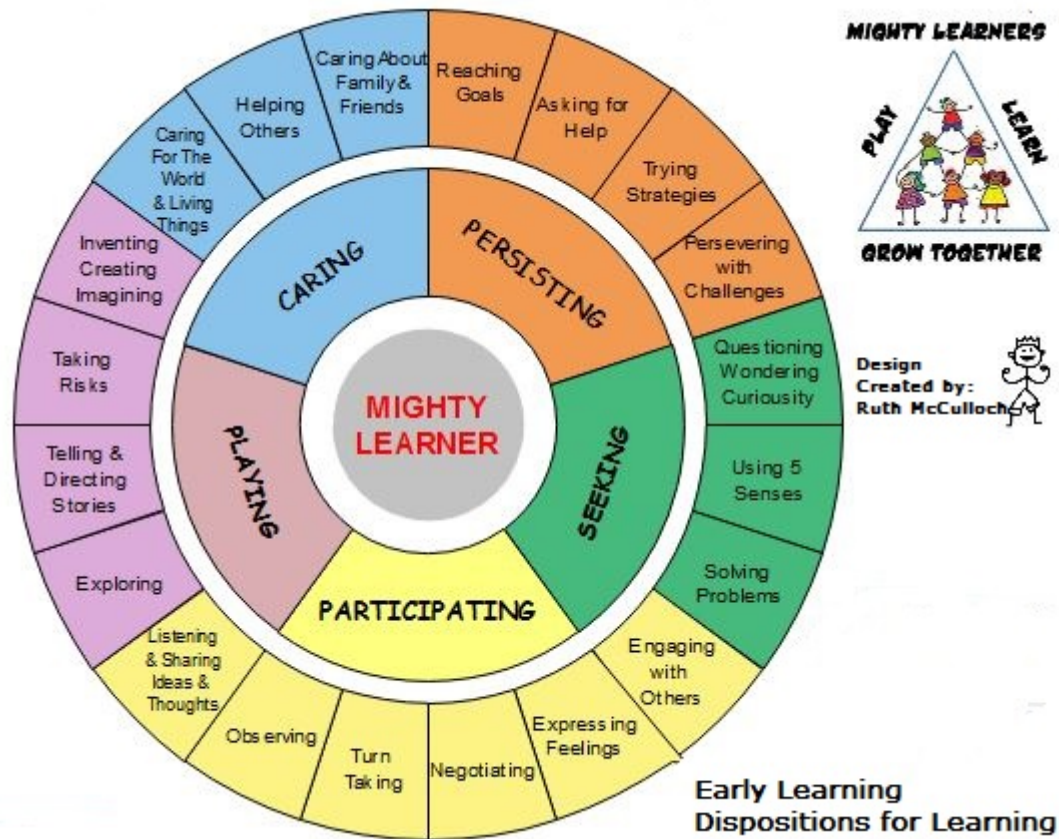 MIGHTY LEARNERS
PLAY
LEARN
GROW TOGETHER
Design
Created by:
Ruth McCulloch
MIGHTY
LEARNER
CARING
PERSISTING
SEEKING
PARTICIPATING
PLAYING
Caring About
Family &
Friends
Reaching
Goals
Asking for
Help
Trying
Strategies
Persevering
with
Challenges
Questioning
Wondering
Curiousity
Using 5
Senses
Solving
Problems
Engaging
with
Others
Expressing
Feelings
Negotiating
Turn
Taking
Observing
Listening
& Sharing
Ideas &
Thoughts
Exploring
Telling &
Directing
Stories
Taking
Risks
Inventing
Creating
Imagining
Caring
For The
World
& Living
Things
Helping
Others
Early Learning
Dispositions for Learning